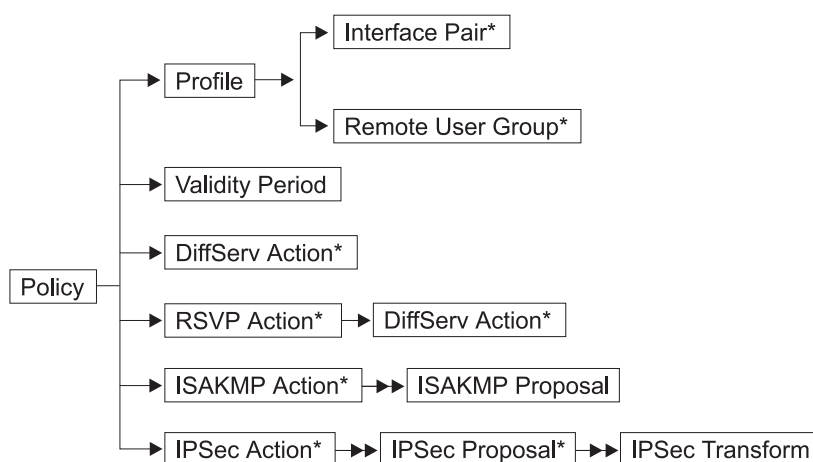 Interface Pair*
Profile
Remote User Group*
Validity Period
DiffServ Action*
Policy
RSVP Action*
DiffServ Action*
ISAKMP Action*
ISAKMP Proposal
IPSec Action*
IPSec Proposal*
IPSec Transform